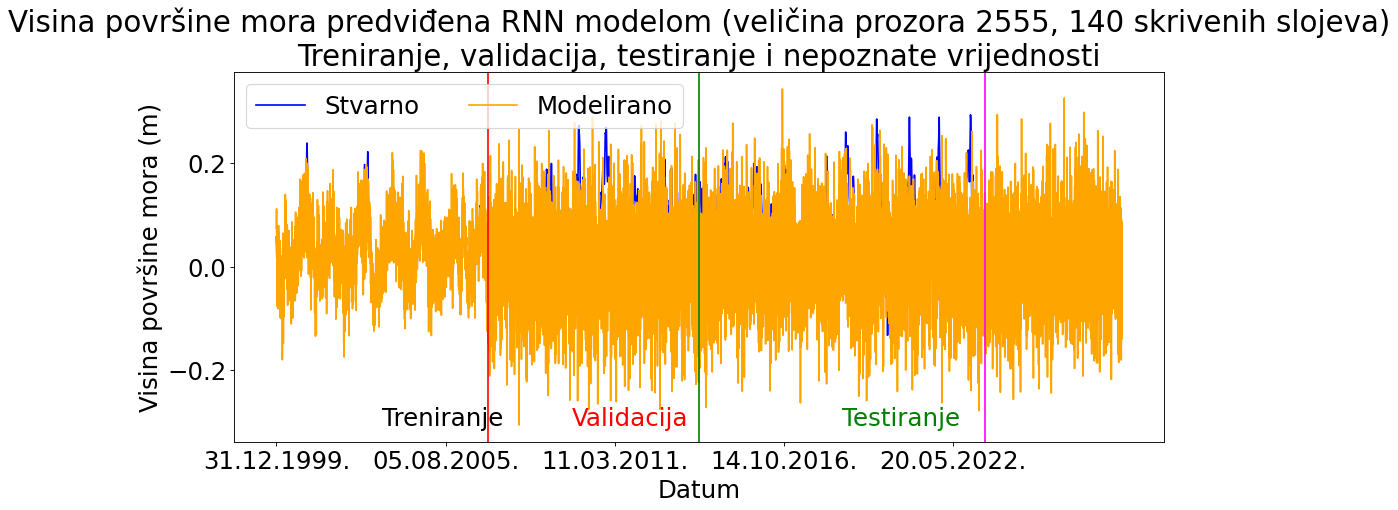 Visina površine mora predviđena RNN modelom (veličina prozora 2555, 140 skrivenih slojeva)
Treniranje, validacija, testiranje i nepoznate vrijednosti
Stvarno Modelirano
Visina površine mora (m)
0.2
0.0
−0.2
Treniranje Validacija Testiranje
31.12.1999. 05.08.2005. 11.03.2011. 14.10.2016. 20.05.2022.
Datum